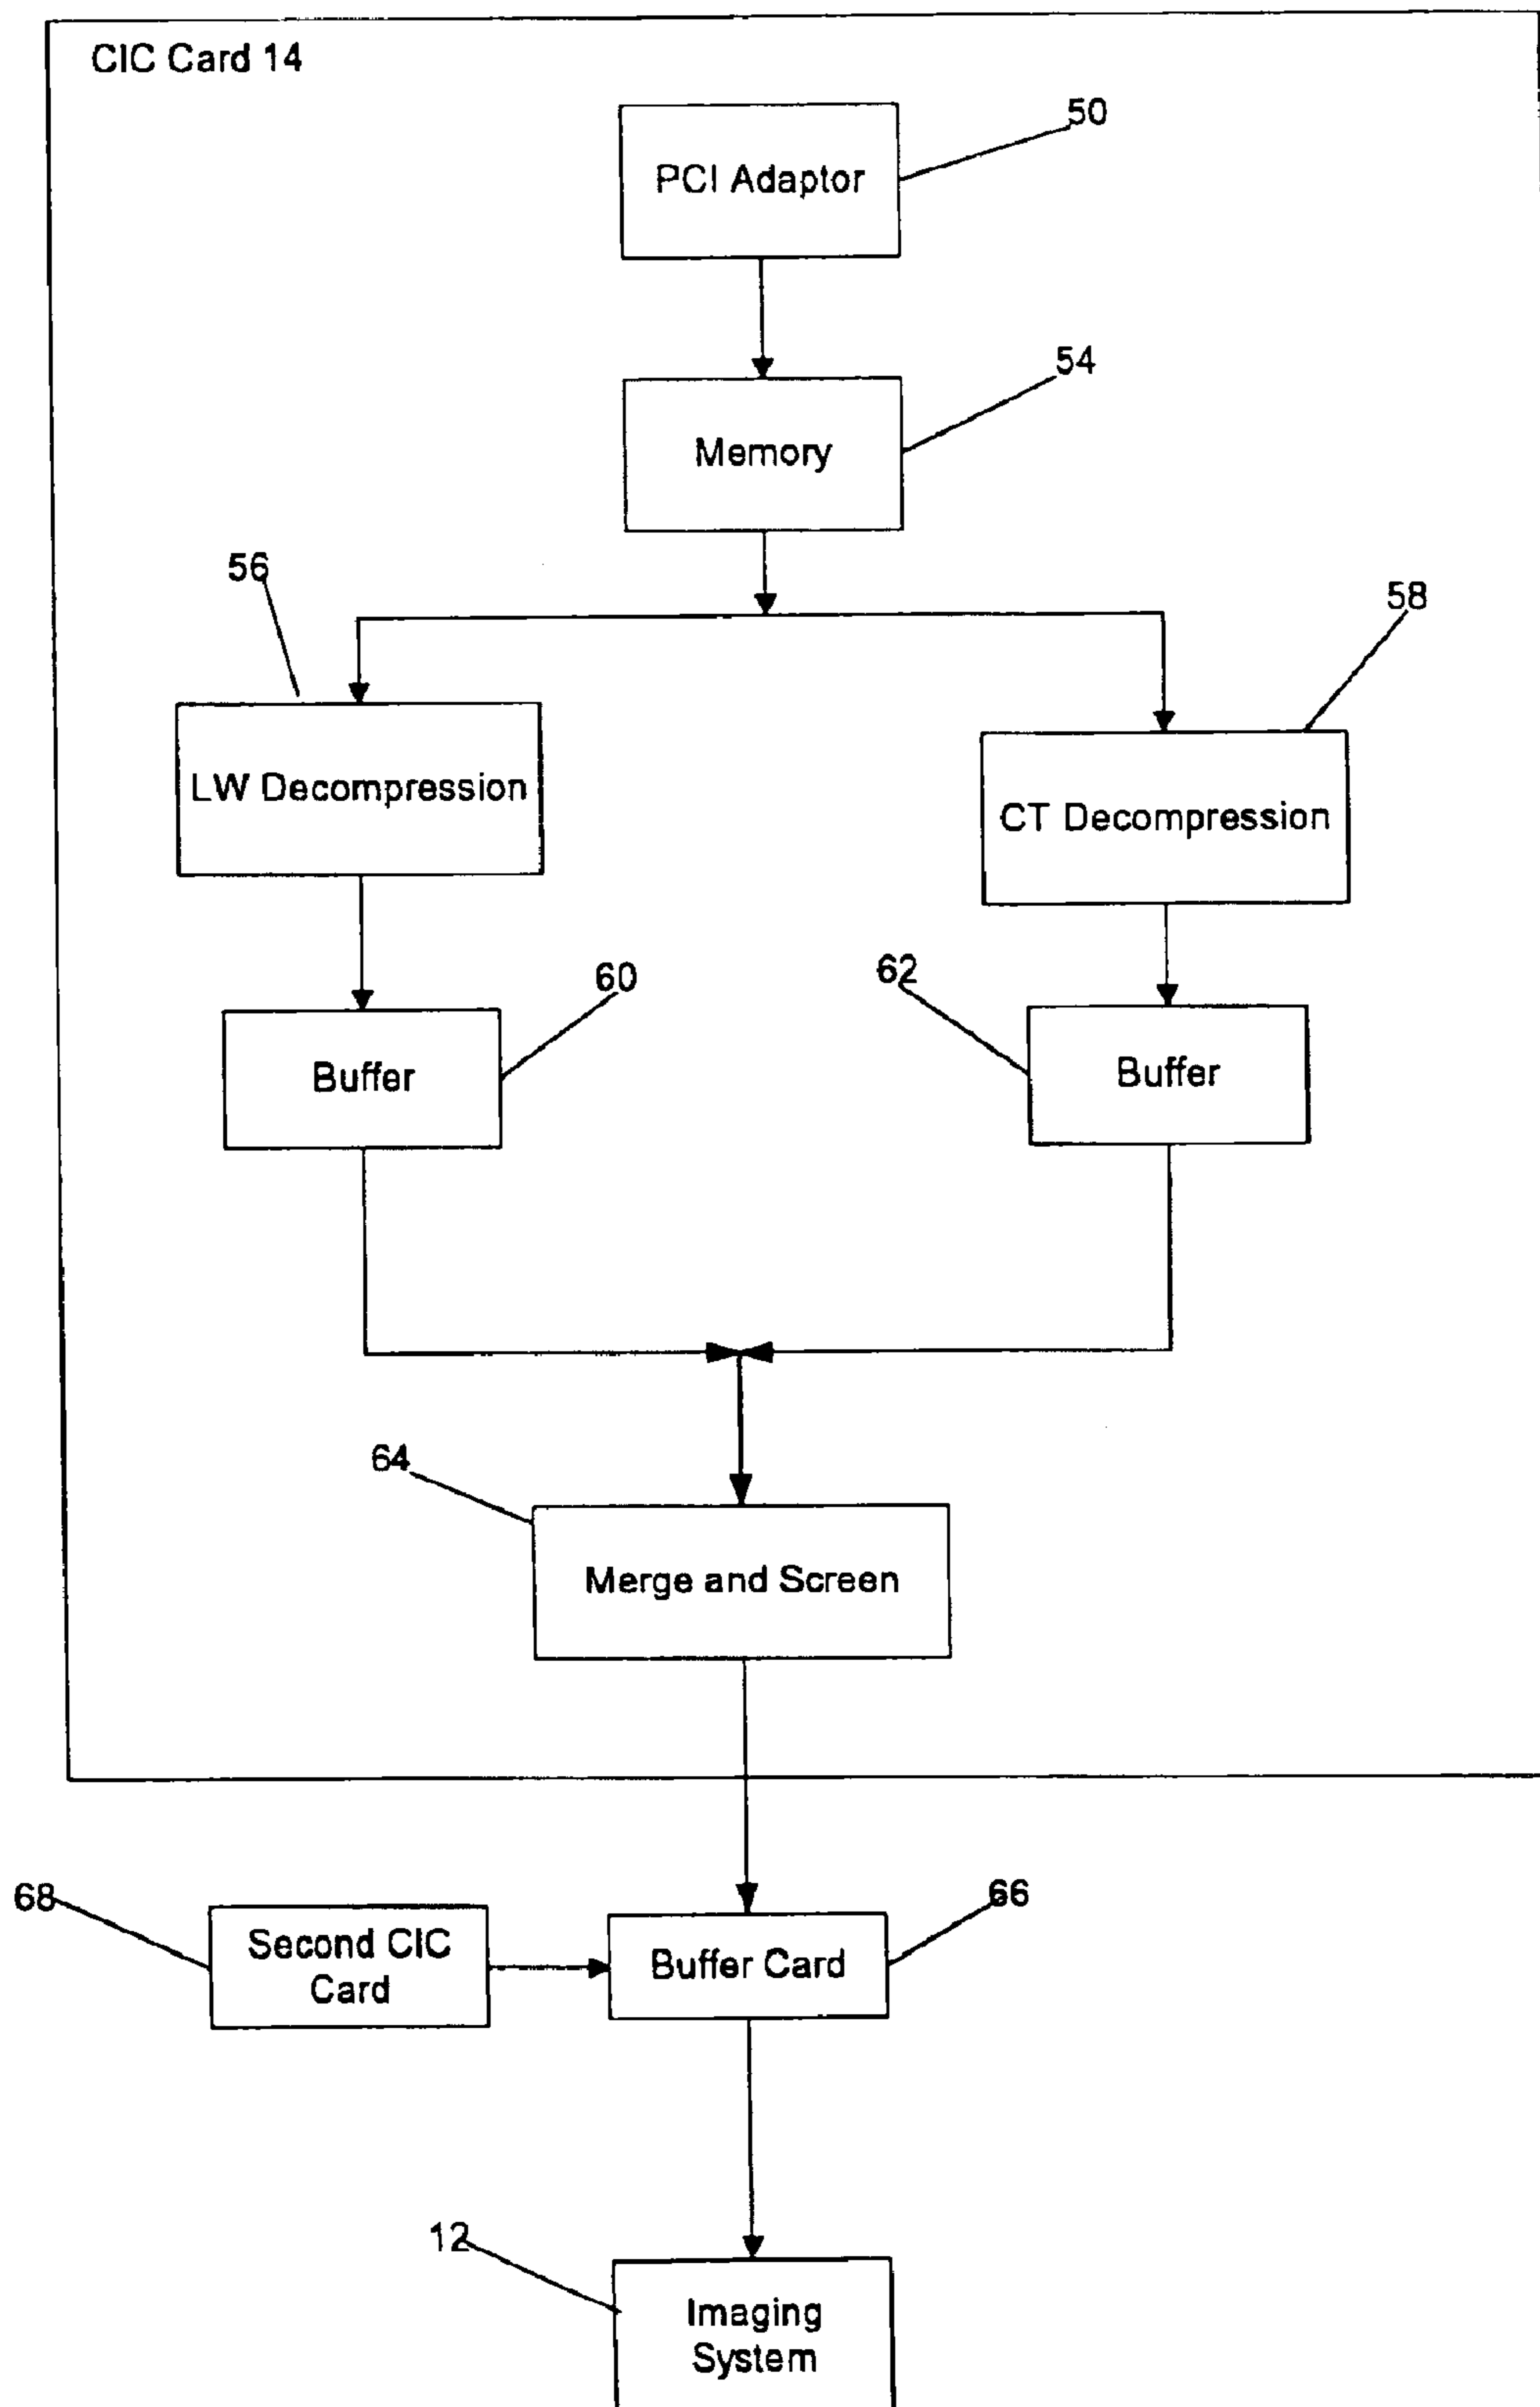 CIC Card 14
50
PCI Adaptor
54
Memory
56
58
LW Decompression
CT Decompression
60
62
Buffer
Buffer
64
Merge and Screen
68
66
Second CIC
Card
Buffer Card
12
Imaging
System